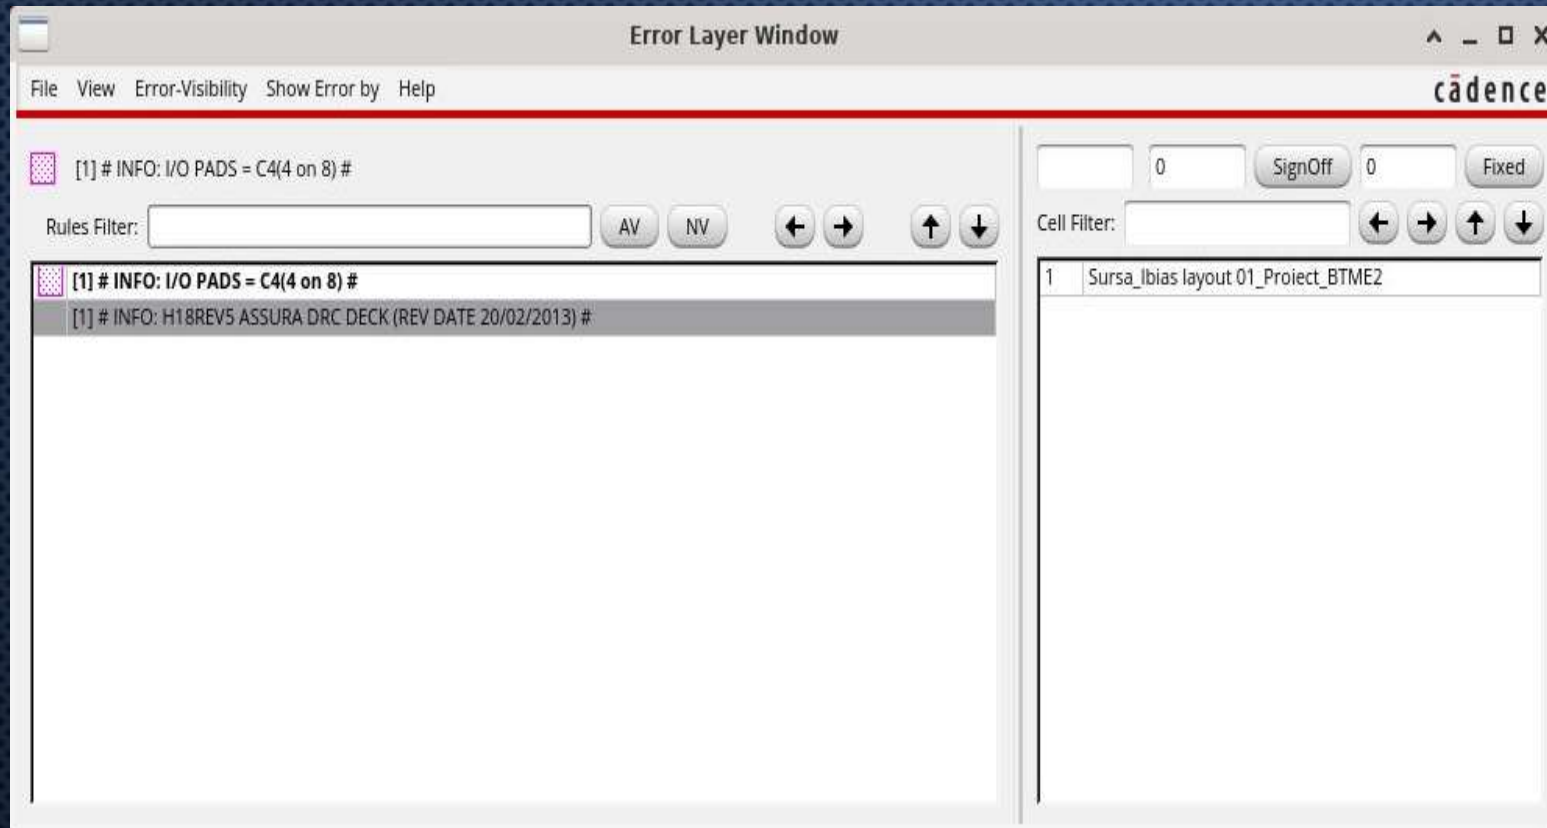 Error Layer Window
File View Error-Visibility Show Error by Help
cādence
[1] # INFO: I/O PADS = C4(4 on 8) #
0 SignOff 0 Fixed
Rules Filter: AV NV
Cell Filter:
[1] # INFO: I/O PADS = C4(4 on 8) #
[1] # INFO: H18REV5 ASSURA DRC DECK (REV DATE 20/02/2013) #
1 Sursa_Ibias layout 01_Proiect_BTME2